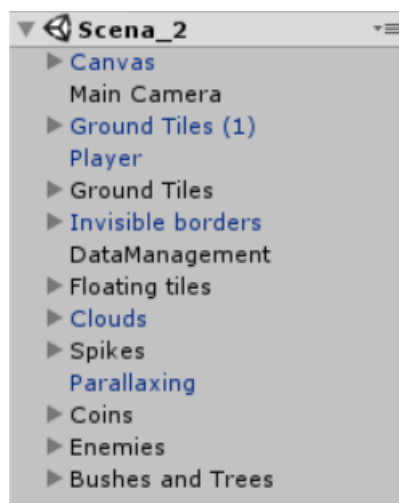 Scena_2
Canvas
Main Camera
Ground Tiles (1)
Player
Ground Tiles
Invisible borders
DataManagement
Floating tiles
Clouds
Spikes
Parallaxing
Coins
Enemies
Bushes and Trees